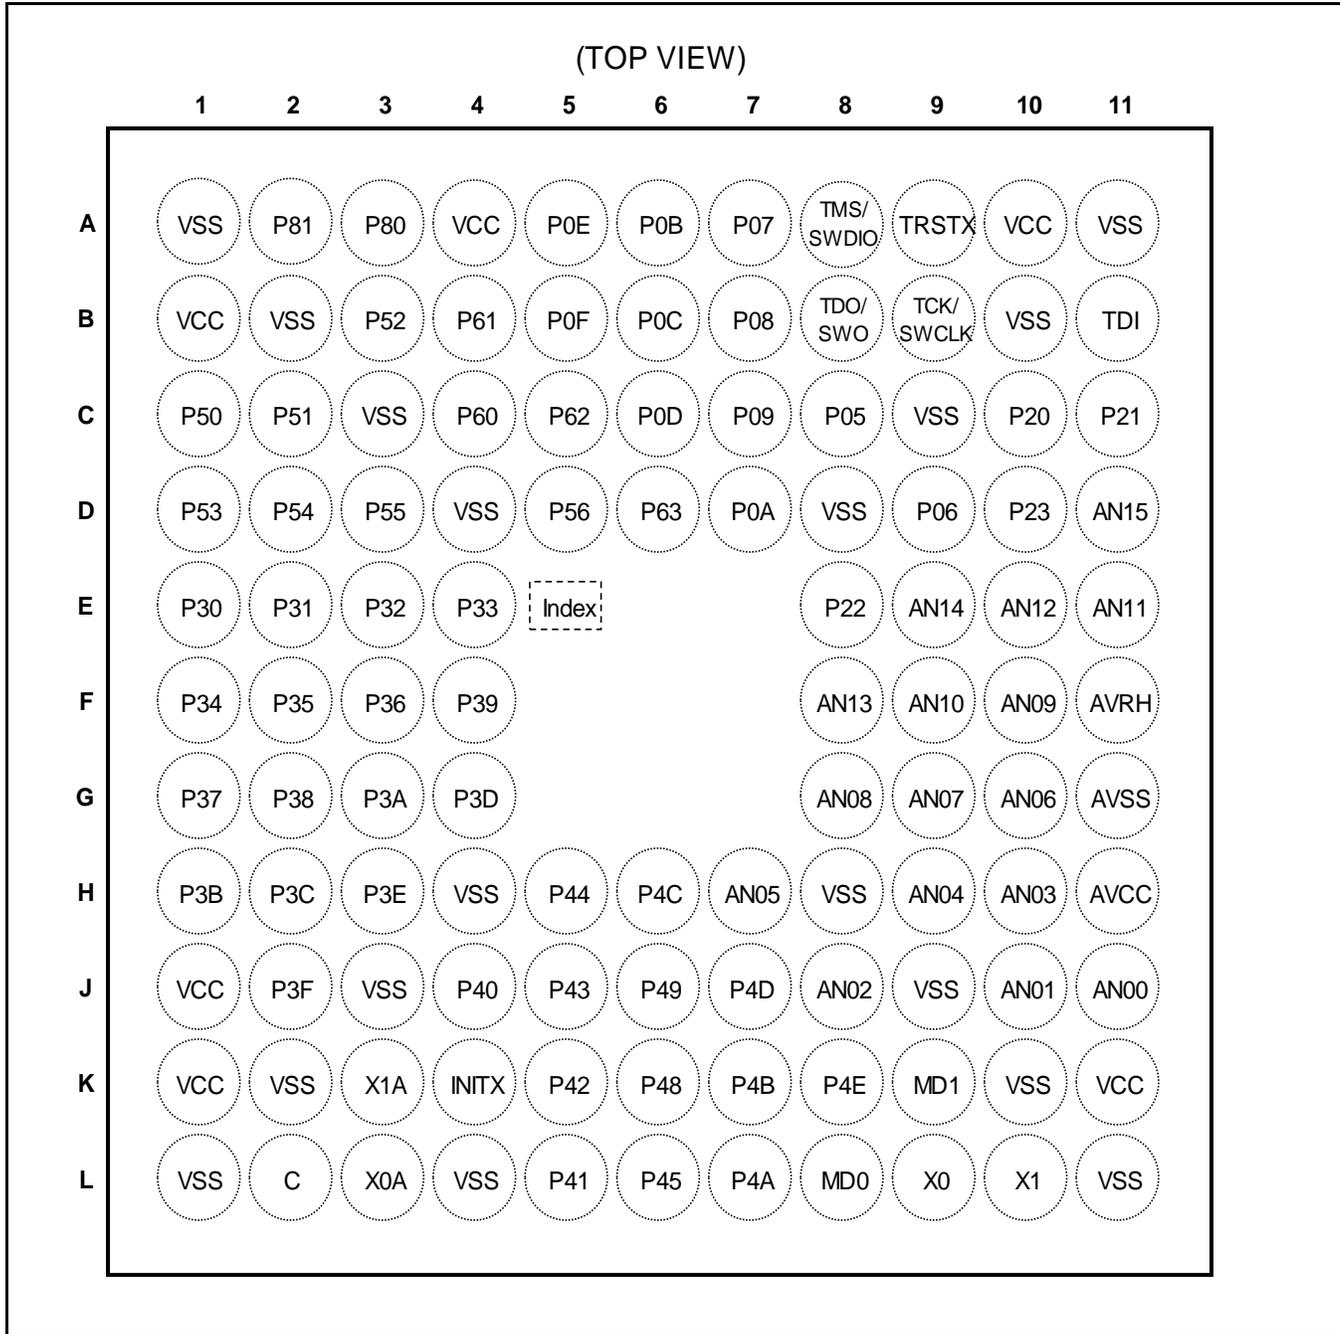 (TOP VIEW)
1 2 3 4 5 6 7 8 9 10 11
A VSS P81 P80 VCC P0E P0B P07 TMS/ SWDIO TRSTX VCC VSS
B VCC VSS P52 P61 P0F P0C P08 TDO/ SWO TCK/ SWCLK VSS TDI
C P50 P51 VSS P60 P62 P0D P09 P05 VSS P20 P21
D P53 P54 P55 VSS P56 P63 P0A VSS P06 P23 AN15
E P30 P31 P32 P33 Index P22 AN14 AN12 AN11
F P34 P35 P36 P39 AN13 AN10 AN09 AVRH
G P37 P38 P3A P3D AN08 AN07 AN06 AVSS
H P3B P3C P3E VSS P44 P4C AN05 VSS AN04 AN03 AVCC
J VCC P3F VSS P40 P43 P49 P4D AN02 VSS AN01 AN00
K VCC VSS X1A INITX P42 P48 P4B P4E MD1 VSS VCC
L VSS C X0A VSS P41 P45 P4A MD0 X0 X1 VSS